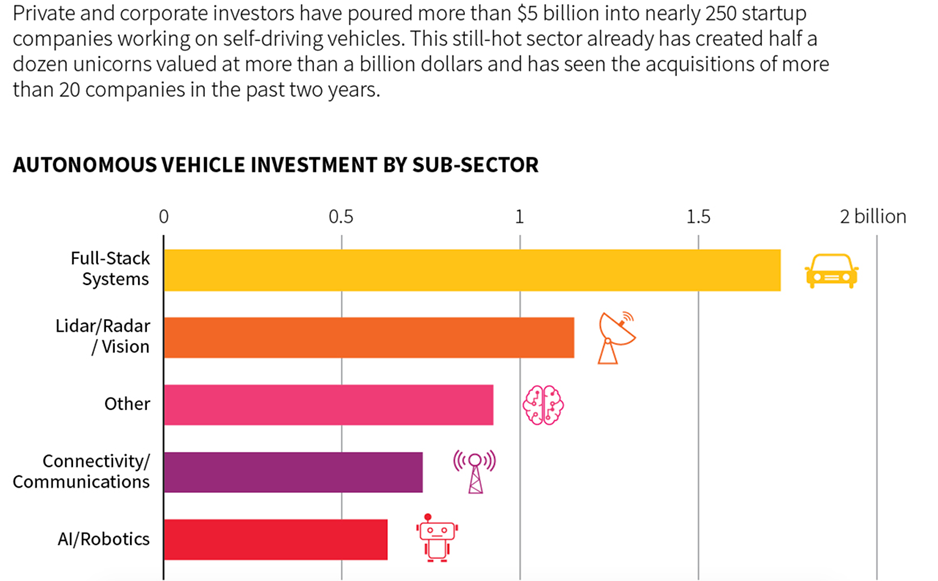 Private and corporate investors have poured more than $5 billion into nearly 250 startup
companies working on self-driving vehicles. This still-hot sector already has created half a
dozen unicorns valued at more than a billion dollars and has seen the acquisitions of more
than 20 companies in the past two years.
AUTONOMOUS VEHICLE INVESTMENT BY SUB-SECTOR
0 0.5 1 1.5 2 billion
Full-Stack
Systems
Lidar/Radar
/ Vision
Other
Connectivity/
Communications
AI/Robotics